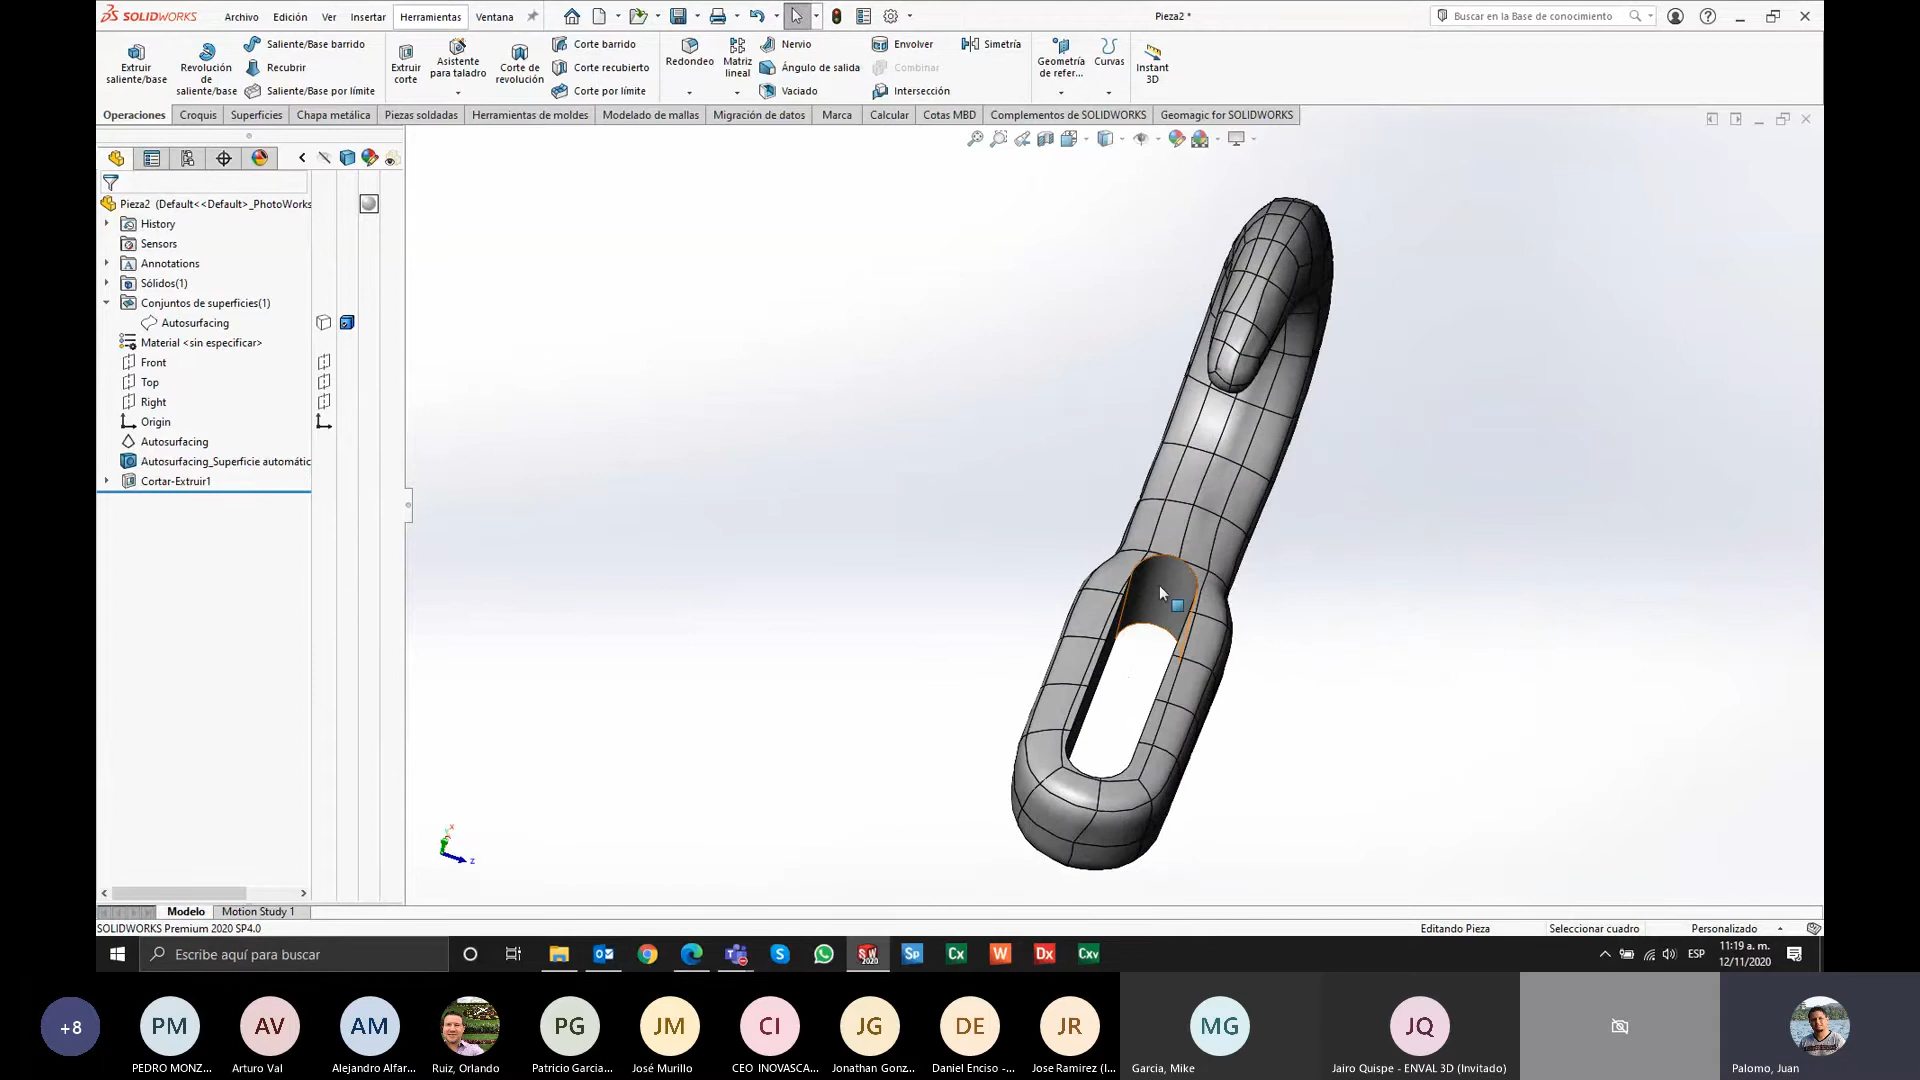 SOLIDWORKS
Archivo
Edición
Ver
Insertar
Herramientas
Ventana
Pieza2 *
Buscar en la Base de conocimiento
Extruir
saliente/base
Revolución
de
saliente/base
Saliente/Base barrido
Recubrir
Saliente/Base por límite
Extruir
corte
Asistente
para taladro
Corte de
revolución
Corte barrido
Corte recubierto
Corte por límite
Redondeo
Matriz
lineal
Nervio
Ángulo de salida
Vaciado
Envolver
Combinar
Intersección
Simetría
Geometría
de refer...
Curvas
Instant
3D
Operaciones
Croquis
Superficies
Chapa metálica
Piezas soldadas
Herramientas de moldes
Modelado de mallas
Migración de datos
Marca
Calcular
Cotas MBD
Complementos de SOLIDWORKS
Geomagic for SOLIDWORKS
Pieza2 (Default<<Default>_PhotoWorks
History
Sensors
Annotations
Sólidos(1)
Conjuntos de superficies(1)
Autosurfacing
Material <sin especificar>
Front
Top
Right
Origin
Autosurfacing
Autosurfacing_Superficie automátic
Cortar-Extruir1
x
z
Modelo
Motion Study 1
SOLIDWORKS Premium 2020 SP4.0
Editando Pieza
Seleccionar cuadro
Personalizado
Escribe aquí para buscar
SW
2020
Sp
Cx
W
Dx
Cxv
ESP
11:19 a. m.
12/11/2020
+8
PM
AV
AM
PG
JM
CI
JG
DE
JR
MG
JQ
PEDRO MONZ...
Arturo Val
Alejandro Alfar...
Ruiz, Orlando
Patricio Garcia...
José Murillo
CEO INOVASCA...
Jonathan Gonz...
Daniel Enciso -...
Jose Ramirez (I...
Garcia, Mike
Jairo Quispe - ENVAL 3D (Invitado)
Palomo, Juan